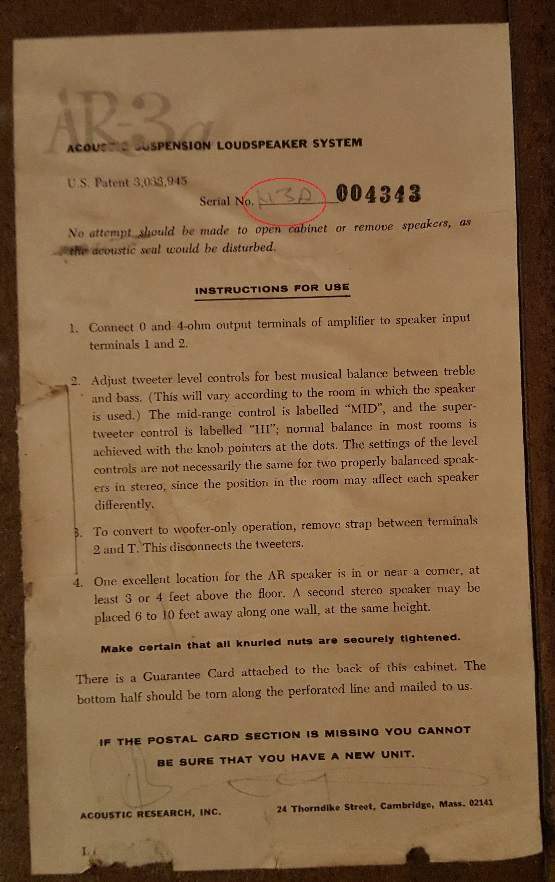 AR-3a
ACOUSTIC SUSPENSION LOUDSPEAKER SYSTEM
U.S. Patent 3,033,945
Serial No. 004343
No attempt should be made to open cabinet or remove speakers, as
the acoustic seal would be disturbed.
INSTRUCTIONS FOR USE
1. Connect 0 and 4-ohm output terminals of amplifier to speaker input
terminals 1 and 2.
2. Adjust tweeter level controls for best musical balance between treble
and bass. (This will vary according to the room in which the speaker
is used.) The mid-range control is labelled “MID”, and the super-
tweeter control is labelled “HI”; normal balance in most rooms is
achieved with the knob pointers at the dots. The settings of the level
controls are not necessarily the same for two properly balanced speak-
ers in stereo, since the position in the room may affect each speaker
differently.
3. To convert to woofer-only operation, remove strap between terminals
2 and T. This disconnects the tweeters.
4. One excellent location for the AR speaker is in or near a corner, at
least 3 or 4 feet above the floor. A second stereo speaker may be
placed 6 to 10 feet away along one wall, at the same height.
Make certain that all knurled nuts are securely tightened.
There is a Guarantee Card attached to the back of this cabinet. The
bottom half should be torn along the perforated line and mailed to us.
IF THE POSTAL CARD SECTION IS MISSING YOU CANNOT
BE SURE THAT YOU HAVE A NEW UNIT.
ACOUSTIC RESEARCH, INC. 24 Thorndike Street, Cambridge, Mass. 02141